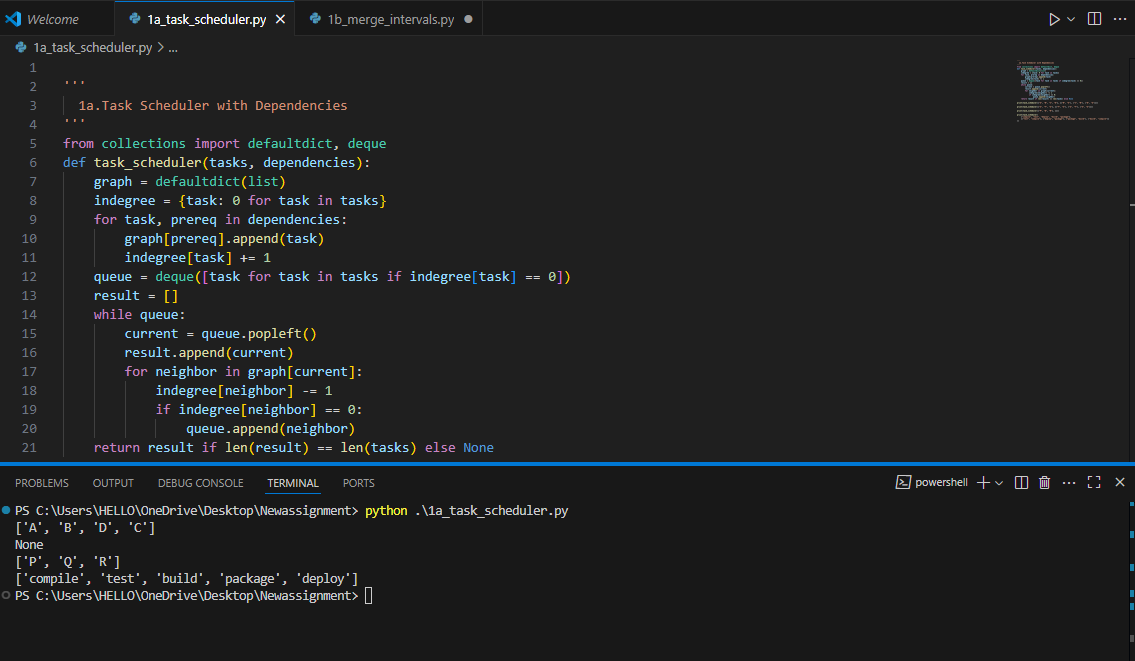 Welcome 1a_task_scheduler.py 1b_merge_intervals.py
1a_task_scheduler.py > ...
1
2 '''
3 1a.Task Scheduler with Dependencies
4 '''
5 from collections import defaultdict, deque
6 def task_scheduler(tasks, dependencies):
7 graph = defaultdict(list)
8 indegree = {task: 0 for task in tasks}
9 for task, prereq in dependencies:
10 graph[prereq].append(task)
11 indegree[task] += 1
12 queue = deque([task for task in tasks if indegree[task] == 0])
13 result = []
14 while queue:
15 current = queue.popleft()
16 result.append(current)
17 for neighbor in graph[current]:
18 indegree[neighbor] -= 1
19 if indegree[neighbor] == 0:
20 queue.append(neighbor)
21 return result if len(result) == len(tasks) else None
PROBLEMS OUTPUT DEBUG CONSOLE TERMINAL PORTS powershell
PS C:\Users\HELLO\OneDrive\Desktop\Newassignment> python .\1a_task_scheduler.py
['A', 'B', 'D', 'C']
None
['P', 'Q', 'R']
['compile', 'test', 'build', 'package', 'deploy']
PS C:\Users\HELLO\OneDrive\Desktop\Newassignment>